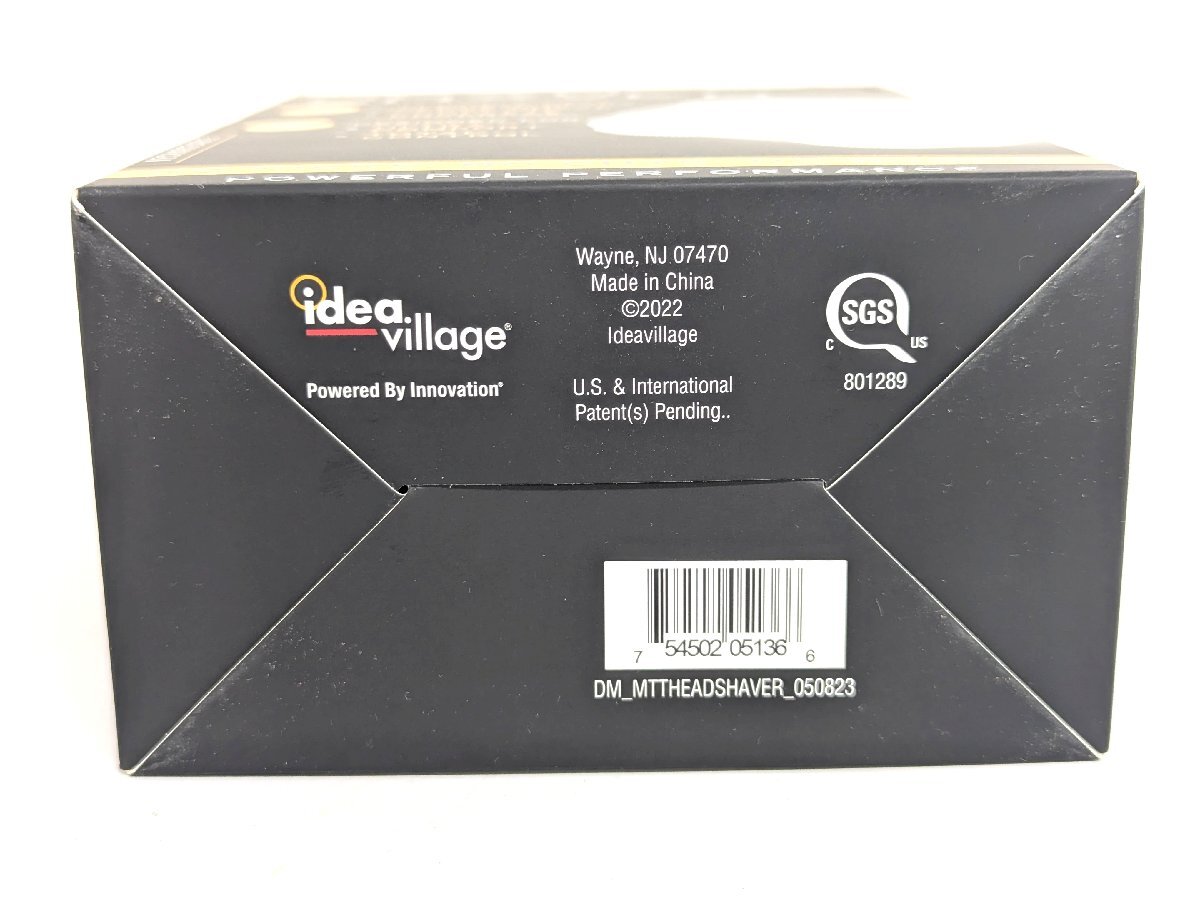 POWERFUL PERFORMANCE
idea
village®
Powered By Innovation®
Wayne, NJ 07470
Made in China
©2022
Ideavillage
U.S. & International
Patent(s) Pending..
SGS
C US
801289
7 54502 05136 6
DM_MTTHEADSHAVER_050823